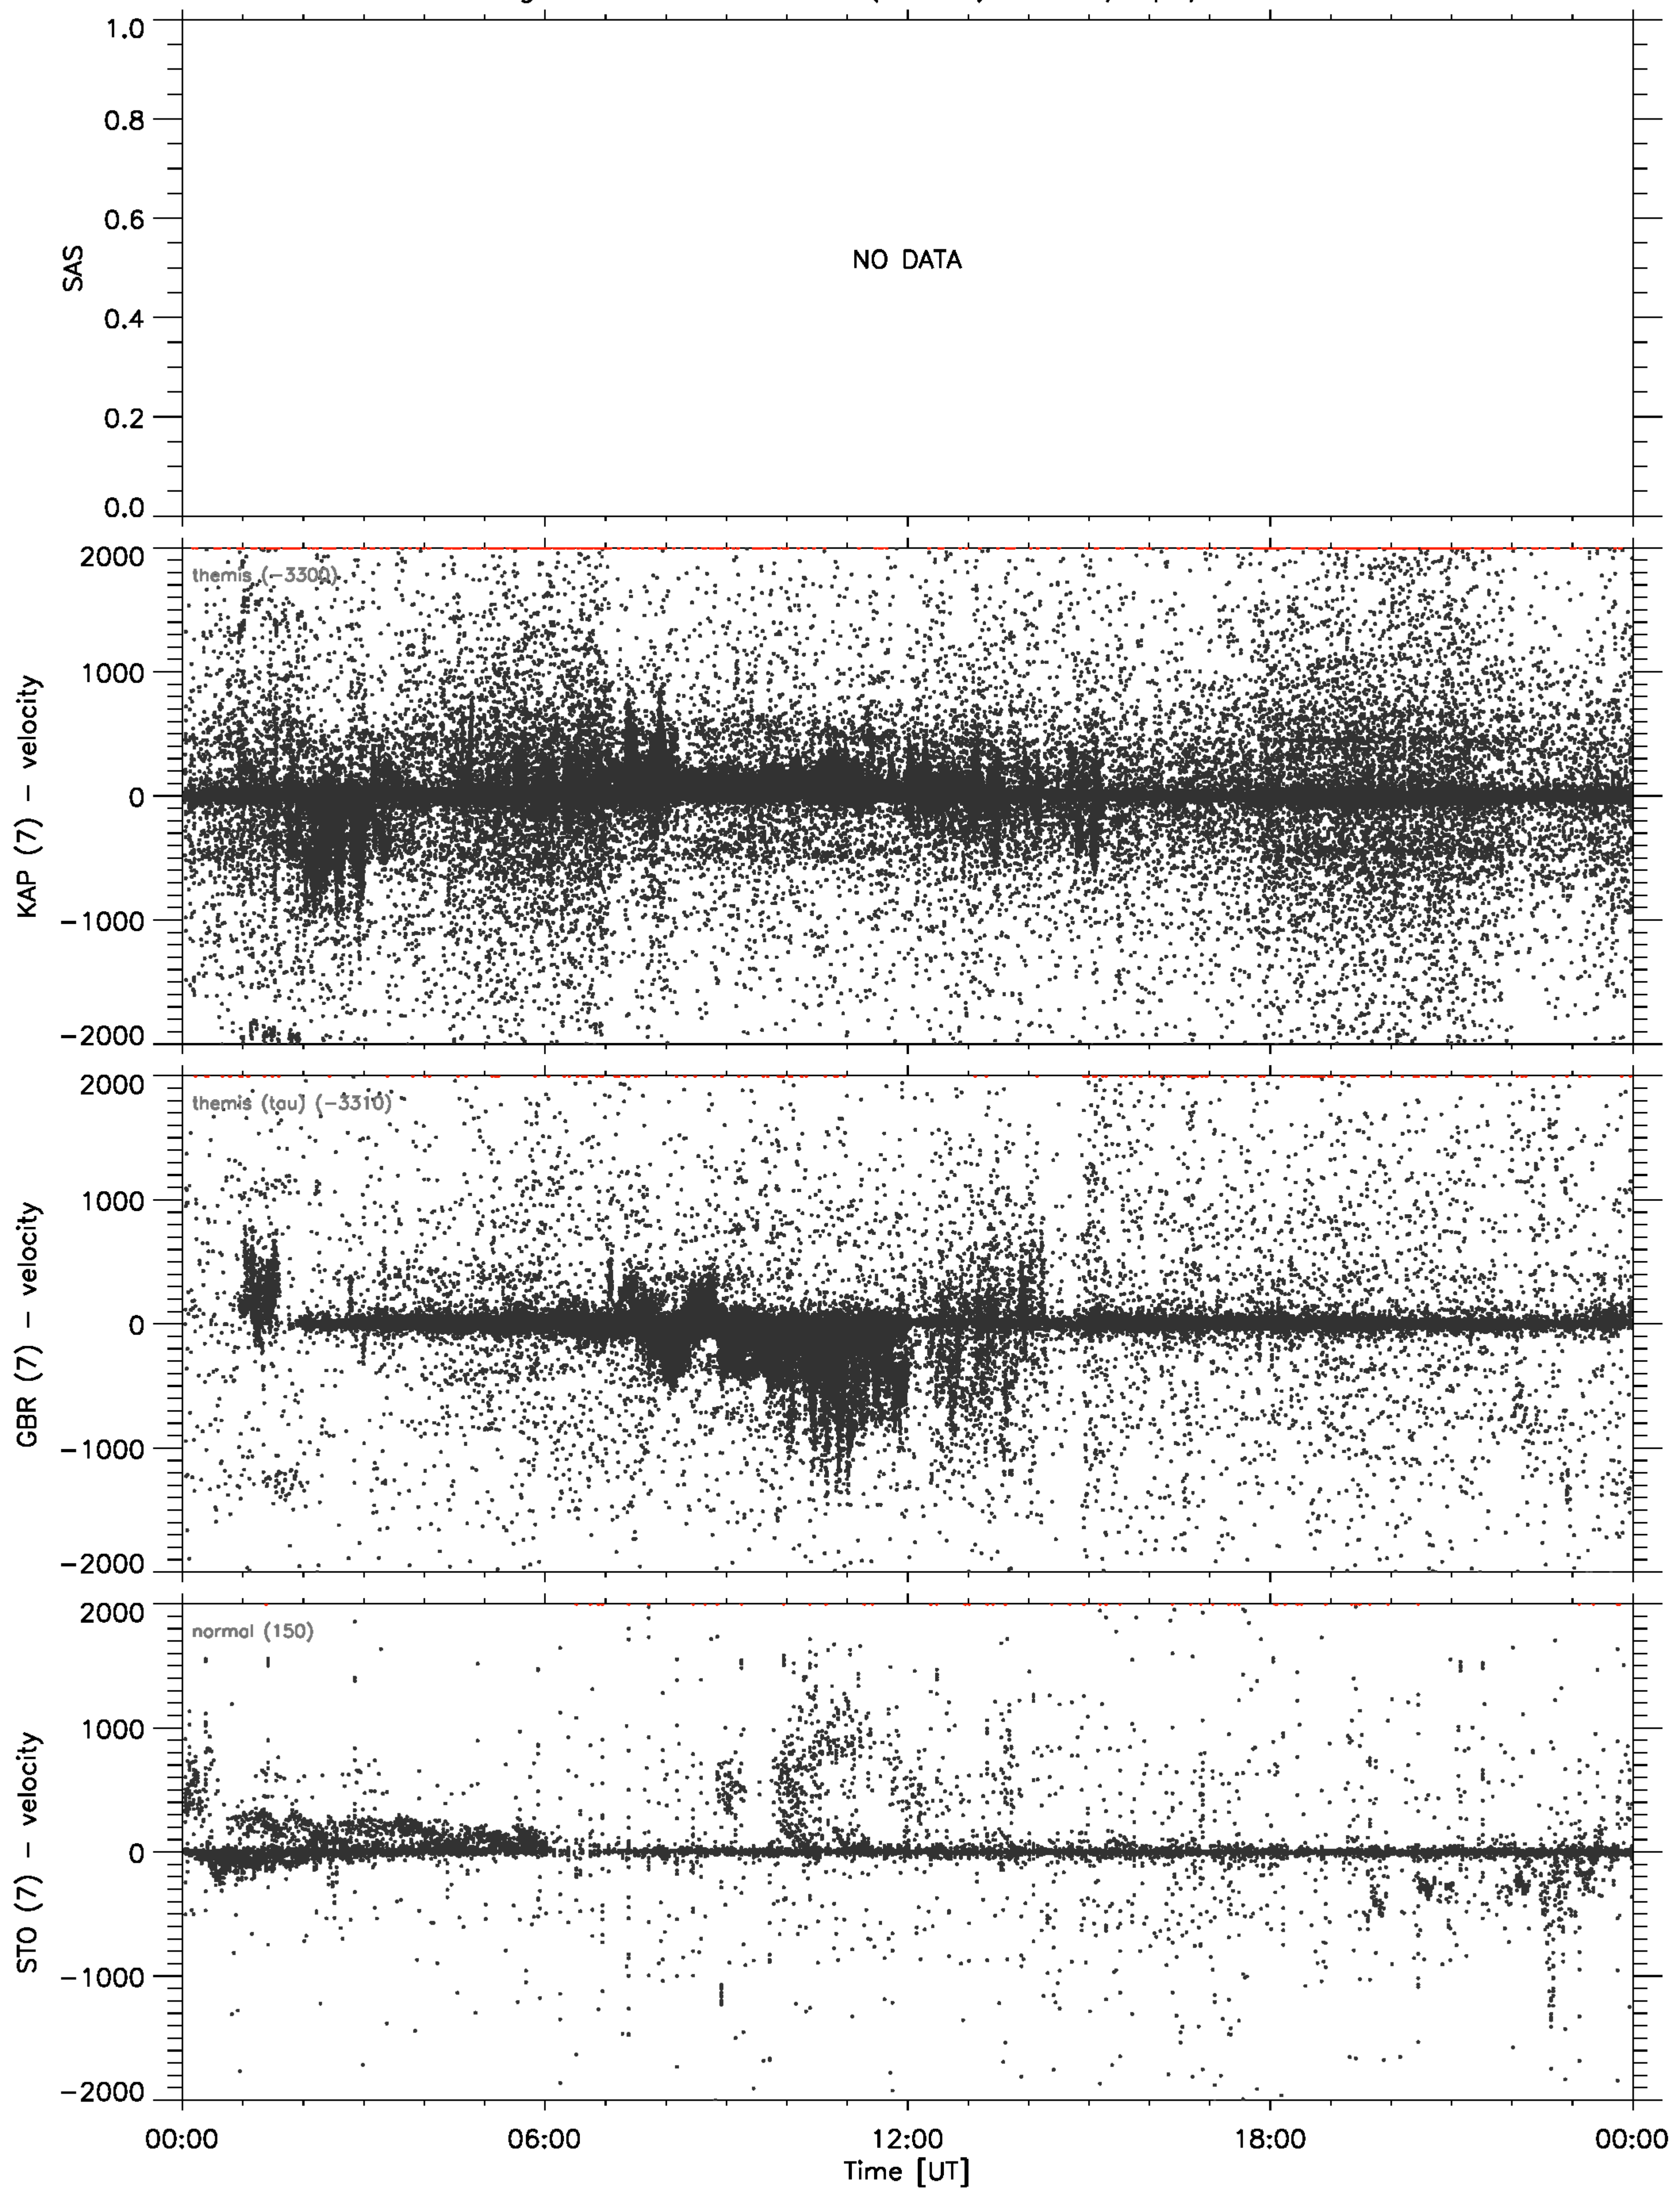 SAS
1.0
0.8
0.6
0.4
0.2
0.0
NO DATA
KAP (7) – velocity
2000
1000
0
−1000
−2000
themis (−3300)
GBR (7) – velocity
2000
1000
0
−1000
−2000
themis (tau) (−3310)
STO (7) – velocity
2000
1000
0
−1000
−2000
normal (150)
00:00 06:00 12:00 18:00 00:00
Time [UT]